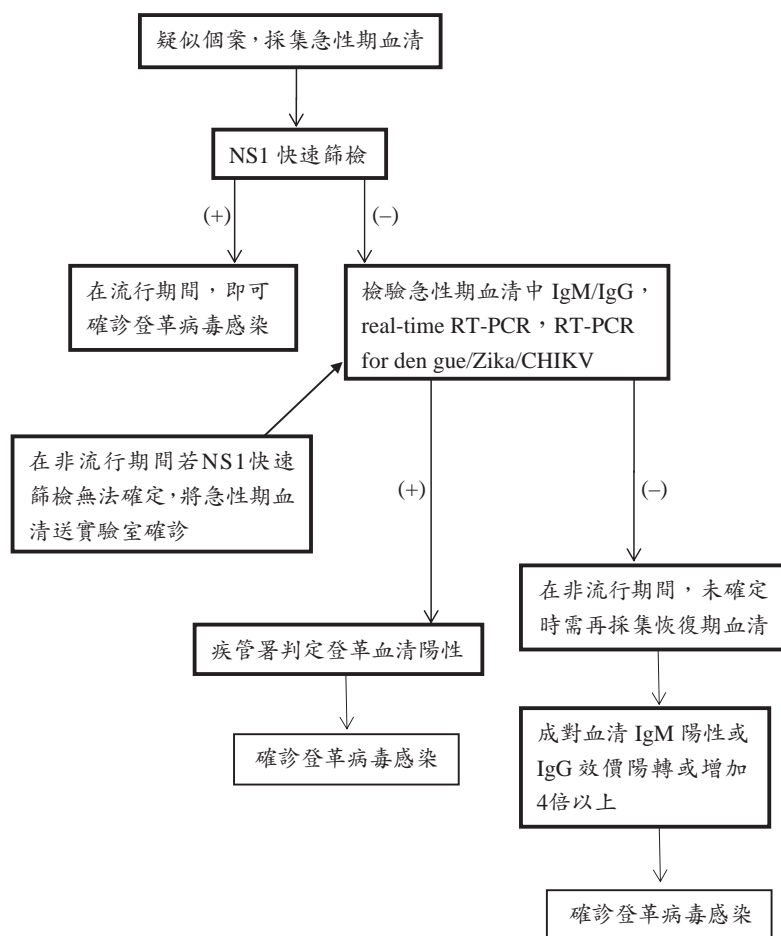 疑似個案，採集急性期血清
NS1 快速篩檢
(+)
(–)
在流行期間，即可
確診登革病毒感染
檢驗急性期血清中 IgM/IgG，
real-time RT-PCR，RT-PCR
for den gue/Zika/CHIKV
在非流行期間若NS1快速
篩檢無法確定，將急性期血
清送實驗室確診
(+)
(–)
疾管署判定登革血清陽性
在非流行期間，未確定
時需再採集恢復期血清
確診登革病毒感染
成對血清 IgM 陽性或
IgG 效價陽轉或增加
4倍以上
確診登革病毒感染